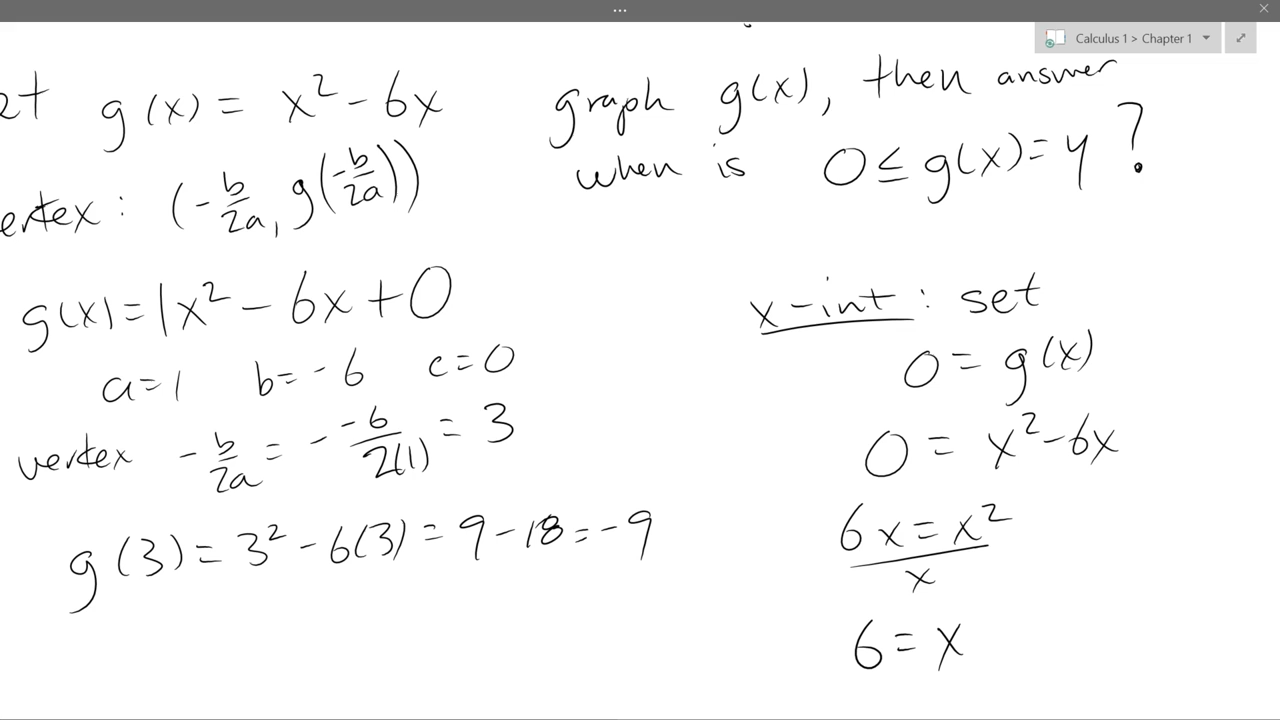 Calculus 1 > Chapter 1
g(x) = x² - 6x
graph g(x), then answer
when is 0 ≤ g(x) = y ?
vertex : (-b/2a, g(-b/2a))
g(x) = 1x² - 6x + 0
a = 1 b = -6 c = 0
vertex -b/2a = - -6/2(1) = 3
g(3) = 3² - 6(3) = 9 - 18 = -9
x-int : set
0 = g(x)
0 = x² - 6x
6x = x²
x
6 = x